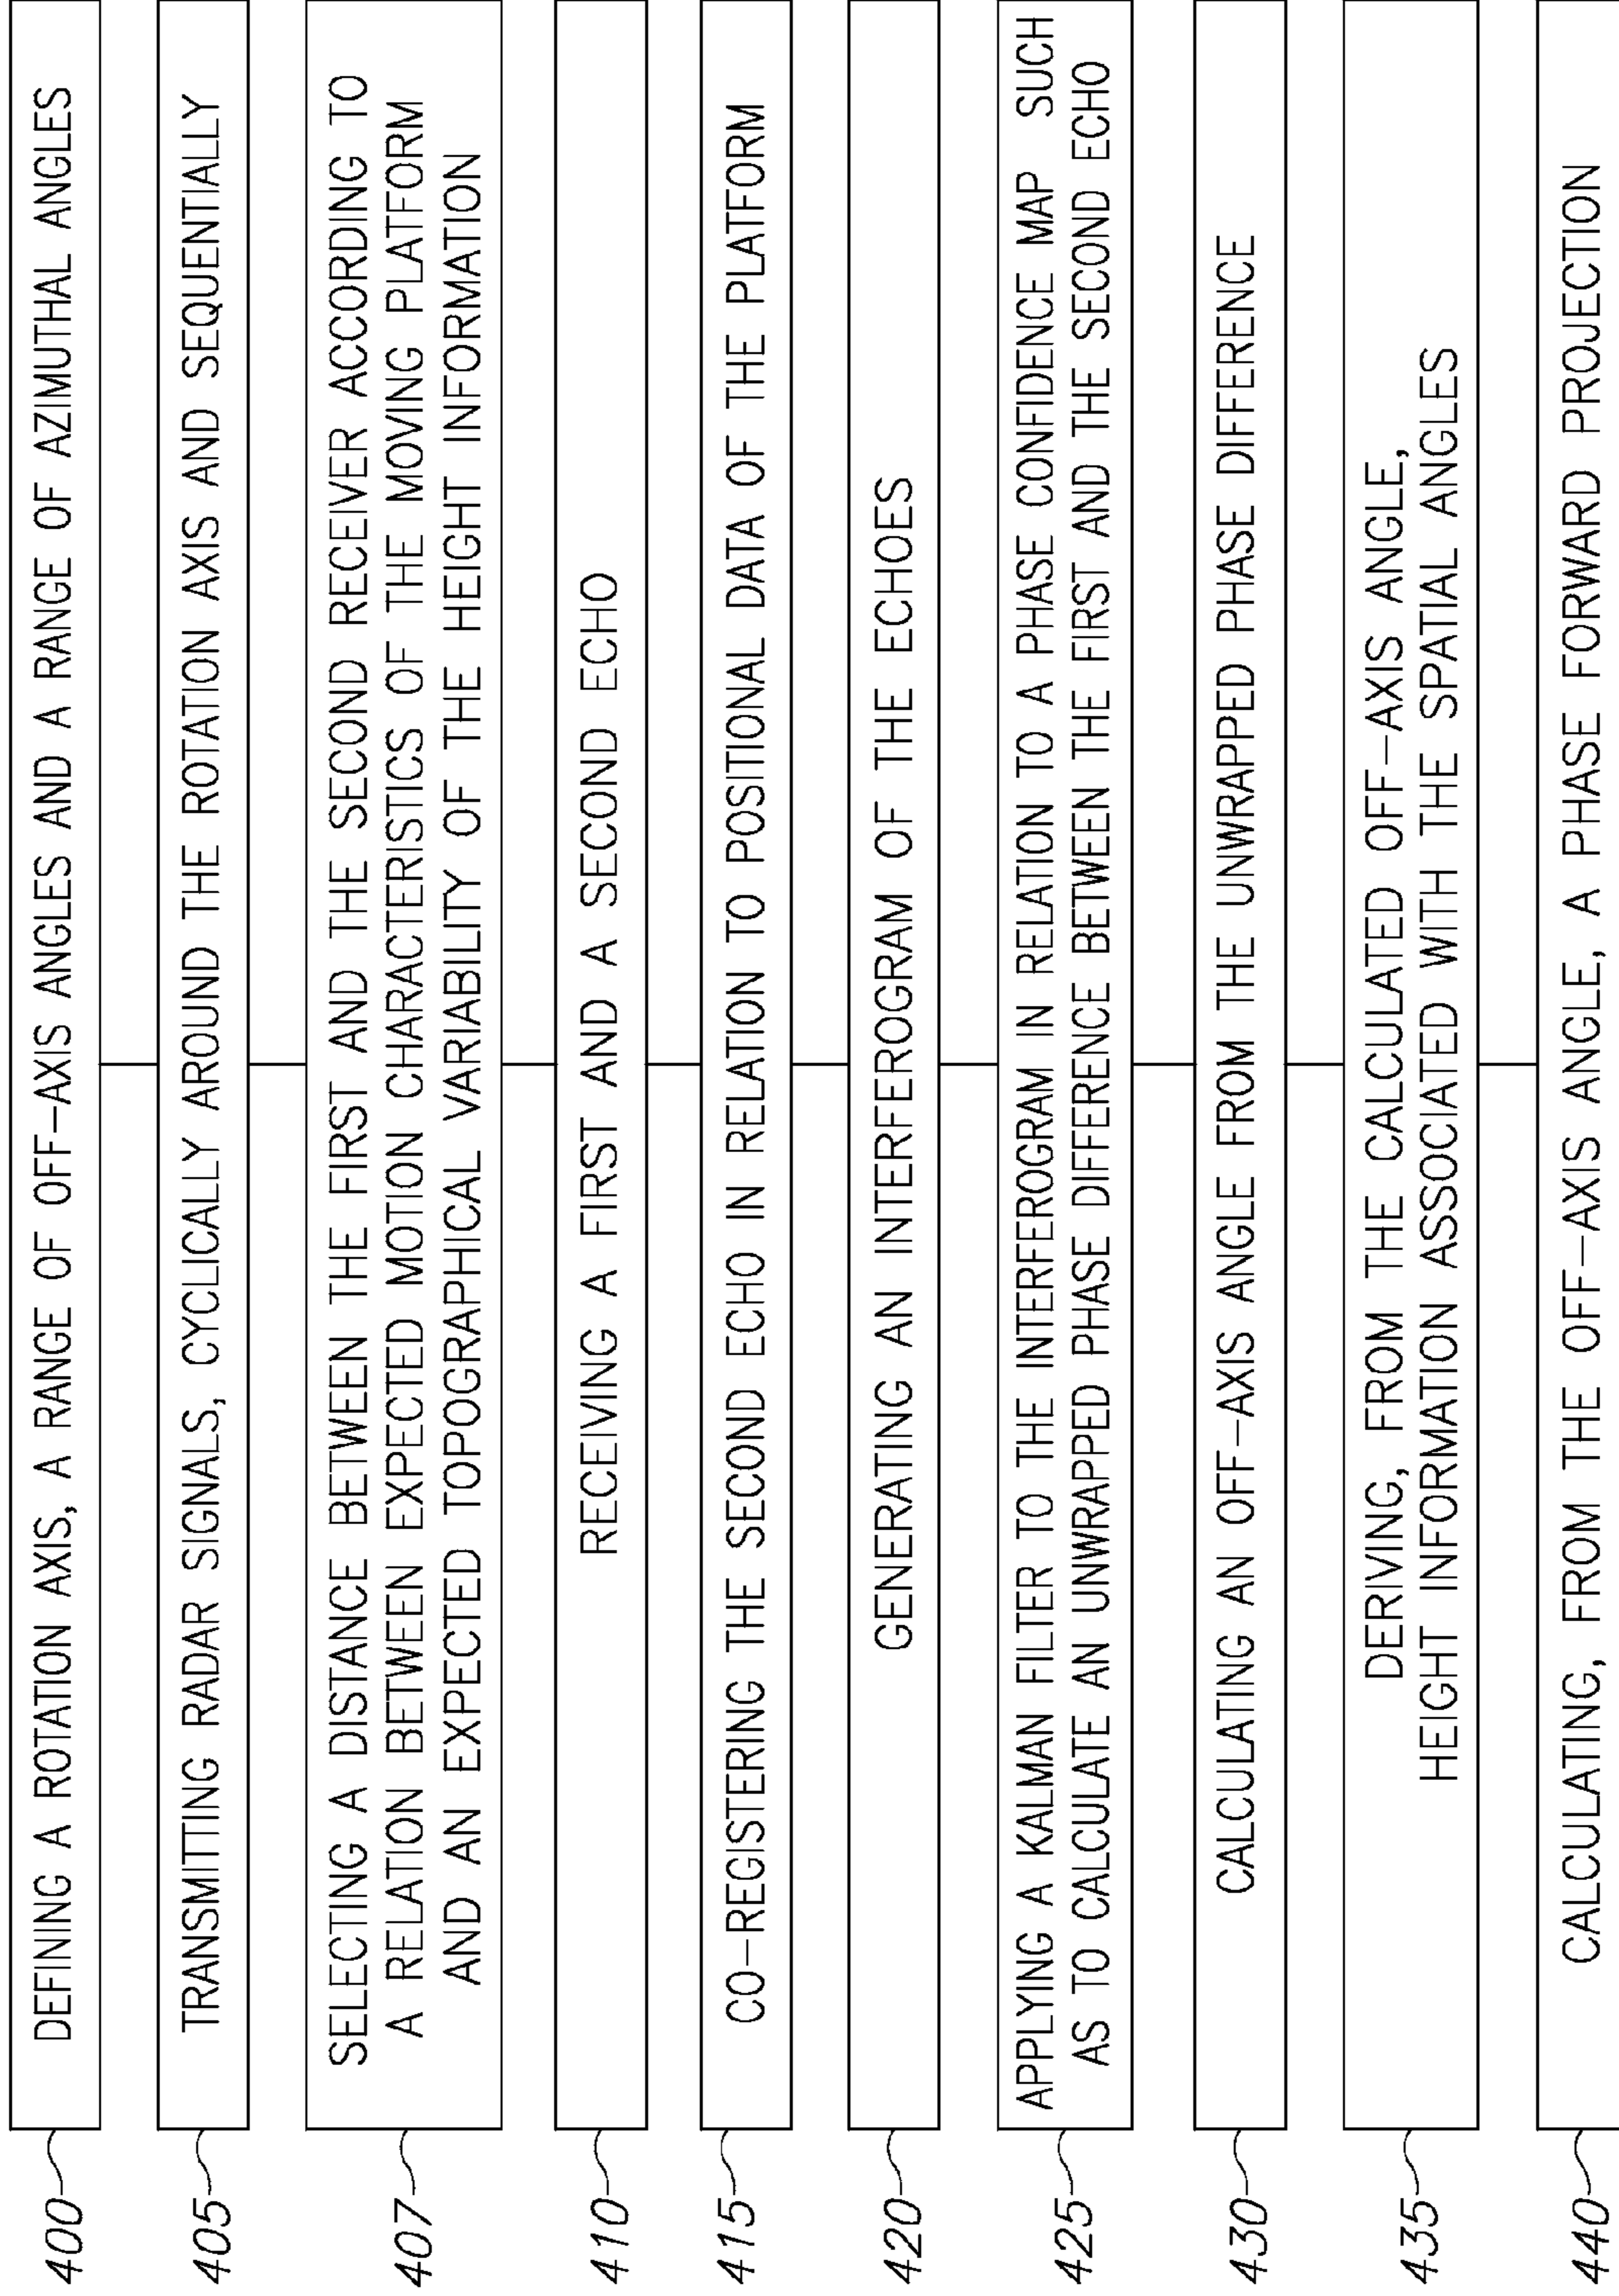 400 DEFINING A ROTATION AXIS, A RANGE OF OFF-AXIS ANGLES AND A RANGE OF AZIMUTHAL ANGLES
405 TRANSMITTING RADAR SIGNALS, CYCLICALLY AROUND THE ROTATION AXIS AND SEQUENTIALLY
407 SELECTING A DISTANCE BETWEEN THE FIRST AND THE SECOND RECEIVER ACCORDING TO
A RELATION BETWEEN EXPECTED MOTION CHARACTERISTICS OF THE MOVING PLATFORM
AND AN EXPECTED TOPOGRAPHICAL VARIABILITY OF THE HEIGHT INFORMATION
410 RECEIVING A FIRST AND A SECOND ECHO
415 CO-REGISTERING THE SECOND ECHO IN RELATION TO POSITIONAL DATA OF THE PLATFORM
420 GENERATING AN INTERFEROGRAM OF THE ECHOES
425 APPLYING A KALMAN FILTER TO THE INTERFEROGRAM IN RELATION TO A PHASE CONFIDENCE MAP SUCH
AS TO CALCULATE AN UNWRAPPED PHASE DIFFERENCE BETWEEN THE FIRST AND THE SECOND ECHO
430 CALCULATING AN OFF-AXIS ANGLE FROM THE UNWRAPPED PHASE DIFFERENCE
435 DERIVING, FROM THE CALCULATED OFF-AXIS ANGLE,
HEIGHT INFORMATION ASSOCIATED WITH THE SPATIAL ANGLES
440 CALCULATING, FROM THE OFF-AXIS ANGLE, A PHASE FORWARD PROJECTION